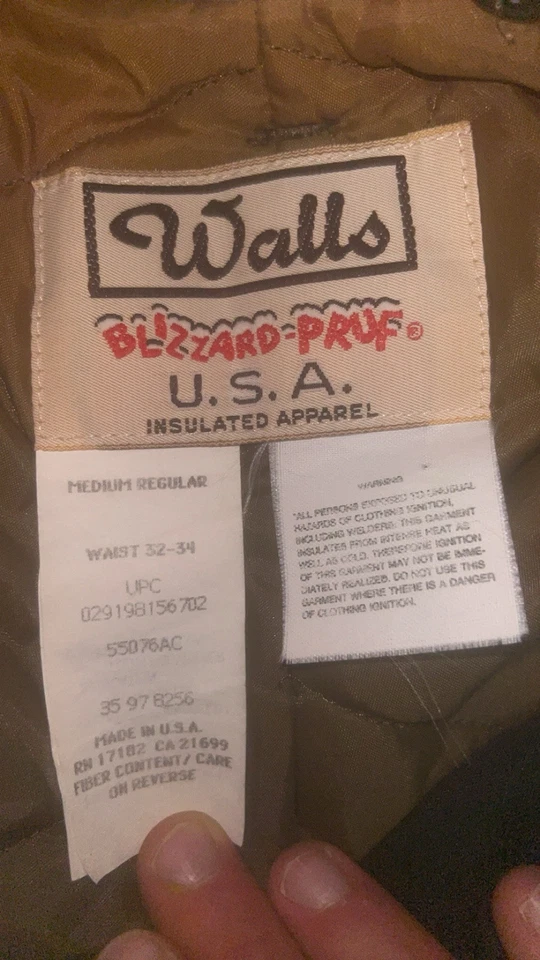 Walls
BLIZZARD-PRUF®
U.S.A.
INSULATED APPAREL
MEDIUM REGULAR
WAIST 32-34
UPC
029198156702
55076AC
35 97 8256
MADE IN U.S.A.
RN 17182 CA 21699
FIBER CONTENT/ CARE
ON REVERSE
WARNING
"ALL PERSONS EXPOSED TO UNUSUAL
HAZARDS OF CLOTHING IGNITION,
INCLUDING WELDERS: THIS GARMENT
INSULATES FROM INTENSE HEAT AS
WELL AS COLD. THEREFORE IGNITION
OF THIS GARMENT MAY NOT BE IMME-
DIATELY REALIZED. DO NOT USE THIS
GARMENT WHERE THERE IS A DANGER
OF CLOTHING IGNITION.